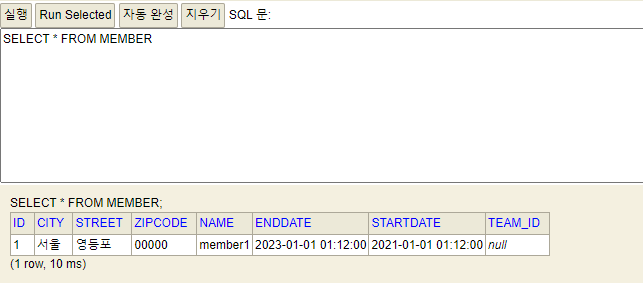 실행 Run Selected 자동 완성 지우기 SQL 문:
SELECT * FROM MEMBER
SELECT * FROM MEMBER;
ID CITY STREET ZIPCODE NAME ENDDATE STARTDATE TEAM_ID
1 서울 영등포 00000 member1 2023-01-01 01:12:00 2021-01-01 01:12:00 null
(1 row, 10 ms)